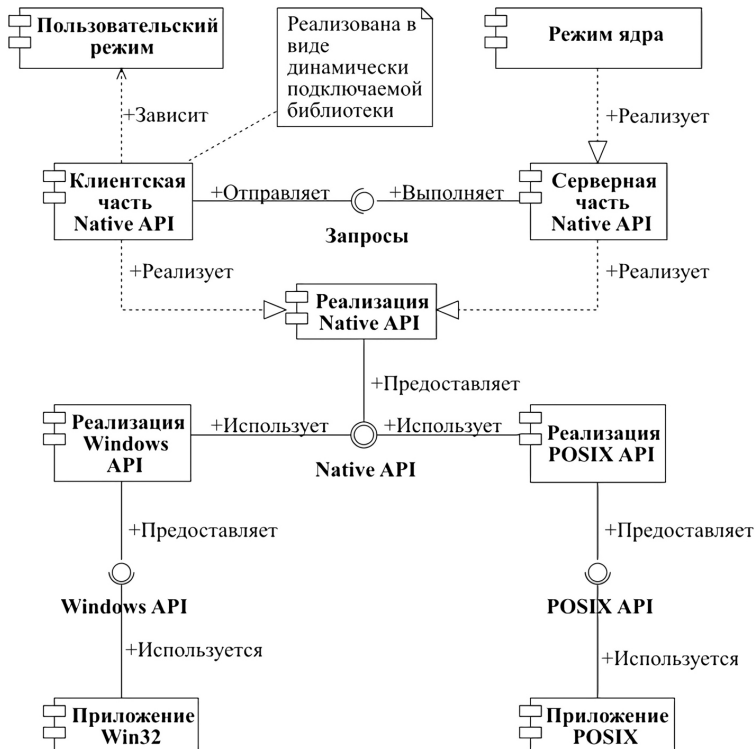 Пользовательский
режим
Реализована в
виде
динамически
подключаемой
библиотеки
Режим ядра
+Зависит
+Реализует
Клиентская
часть
Native API
+Отправляет
+Выполняет
Запросы
Серверная
часть
Native API
+Реализует
+Реализует
Реализация
Native API
+Предоставляет
Реализация
Windows
API
+Использует
+Использует
Native API
Реализация
POSIX API
+Предоставляет
+Предоставляет
Windows API
POSIX API
+Используется
+Используется
Приложение
Win32
Приложение
POSIX